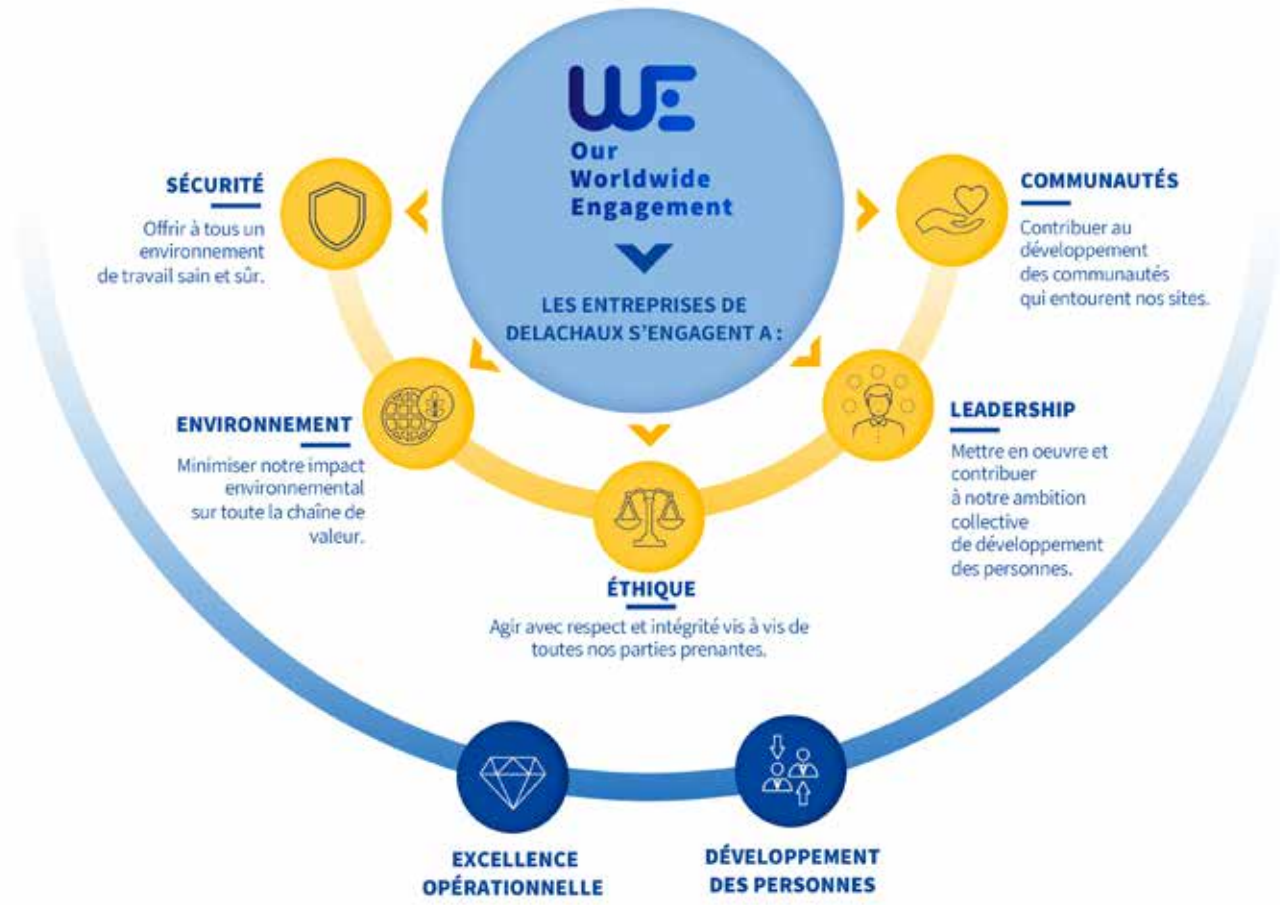 WE
Our
Worldwide
Engagement
LES ENTREPRISES DE
DELACHAUX S'ENGAGENT A :
SÉCURITÉ
Offrir à tous un
environnement
de travail sain et sûr.
ENVIRONNEMENT
Minimiser notre impact
environnemental
sur toute la chaîne de
valeur.
ÉTHIQUE
Agir avec respect et intégrité vis à vis de
toutes nos parties prenantes.
LEADERSHIP
Mettre en oeuvre et
contribuer
à notre ambition
collective
de développement
des personnes.
COMMUNAUTÉS
Contribuer au
développement
des communautés
qui entourent nos sites.
EXCELLENCE
OPÉRATIONNELLE
DÉVELOPPEMENT
DES PERSONNES